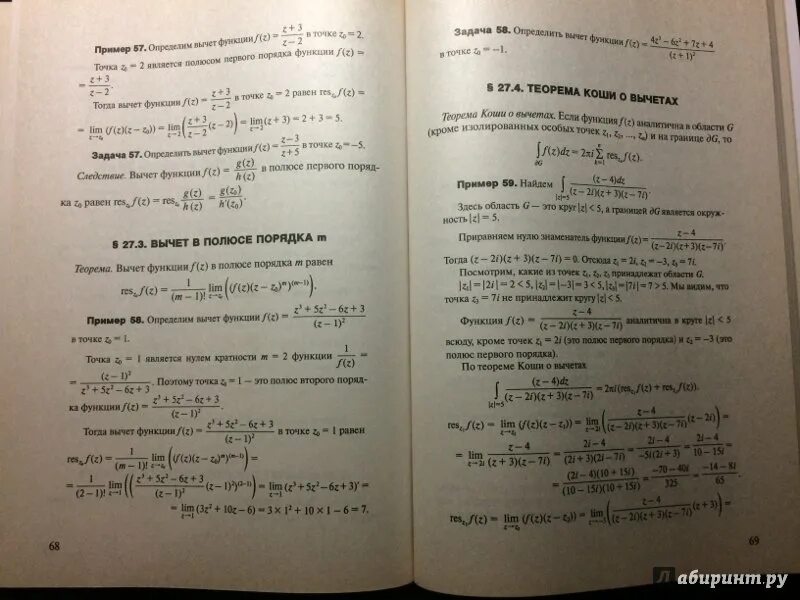 Пример 57. Определим вычет функции f(z) = (z + 3)/(z − 2) в точке z₀ = 2.
Точка z₀ = 2 является полюсом первого порядка функции f(z) =
= (z + 3)/(z − 2).
Тогда вычет функции f(z) = (z + 3)/(z − 2) в точке z₀ = 2 равен res_{z₀} f(z) =
= lim_{z→z₀} (f(z)(z − z₀)) = lim_{z→2} ((z + 3)/(z − 2) (z − 2)) = lim_{z→2} (z + 3) = 2 + 3 = 5.
Задача 57. Определить вычет функции f(z) = (z − 3)/(z + 5) в точке z₀ = −5.
Следствие. Вычет функции f(z) = g(z)/h(z) в полюсе первого поряд-
ка z₀ равен res_{z₀} f(z) = res_{z₀} g(z)/h(z) = g(z₀)/h′(z₀).
§ 27.3. ВЫЧЕТ В ПОЛЮСЕ ПОРЯДКА m
Теорема. Вычет функции f(z) в полюсе порядка m равен
res_{z₀} f(z) = 1/(m − 1)! lim_{z→z₀} ((f(z)(z − z₀)^m)^{(m−1)}).
Пример 58. Определить вычет функции f(z) = (z³ + 5z² − 6z + 3)/(z − 1)²
в точке z₀ = 1.
Точка z₀ = 1 является нулем кратности m = 2 функции 1/f(z) =
= (z − 1)²/(z³ + 5z² − 6z + 3). Поэтому точка z₀ = 1 – это полюс второго поряд-
ка функции f(z) = (z³ + 5z² − 6z + 3)/(z − 1)².
Тогда вычет функции f(z) = (z³ + 5z² − 6z + 3)/(z − 1)² в точке z₀ = 1 равен
res_{z₀} f(z) = 1/(m − 1)! lim_{z→z₀} ((f(z)(z − z₀)^m)^{(m−1)}) =
= 1/(2 − 1)! lim_{z→1} (((z³ + 5z² − 6z + 3)/(z − 1)² (z − 1)²)^{(2−1)}) = lim_{z→1} (z³ + 5z² − 6z + 3)′ =
= lim_{z→1} (3z² + 10z − 6) = 3 × 1² + 10 × 1 − 6 = 7.
68
Задача 58. Определить вычет функции f(z) = (4z³ − 6z² + 7z + 4)/(z + 1)²
в точке z₀ = −1.
§ 27.4. ТЕОРЕМА КОШИ О ВЫЧЕТАХ
Теорема Коши о вычетах. Если функция f(z) аналитична в области G
(кроме изолированных особых точек z₁, z₂, ..., zₙ) и на границе ∂G, то
∫_{∂G} f(z)dz = 2πi Σ_{k=1} res_{z_k} f(z).
Пример 59. Найдем ∫_{|z|=5} (z − 4)dz/((z − 2i)(z + 3)(z − 7i)).
Здесь область G — это круг |z| < 5, а границей ∂G является окруж-
ность |z| = 5.
Приравняем нулю знаменатель функции f(z) = (z − 4)/((z − 2i)(z + 3)(z − 7i)).
Тогда (z − 2i)(z + 3)(z − 7i) = 0. Отсюда z₁ = 2i, z₂ = −3, z₃ = 7i.
Посмотрим, какие из точек z₁, z₂, z₃ принадлежат области G.
|z₁| = |2i| = 2 < 5, |z₂| = |−3| = 3 < 5, |z₃| = |7i| = 7 > 5. Мы видим, что
точка z₃ = 7i не принадлежит кругу |z| < 5.
Функция f(z) = (z − 4)/((z − 2i)(z + 3)(z − 7i)) аналитична в круге |z| < 5
всюду, кроме точек z₁ = 2i (это полюс первого порядка) и z₂ = −3 (это
полюс первого порядка).
По теореме Коши о вычетах
∫_{|z|=5} (z − 4)dz/((z − 2i)(z + 3)(z − 7i)) = 2πi(res_{z₁} f(z) + res_{z₂} f(z)).
res_{z₁} f(z) = lim_{z→z₁} (f(z)(z − z₁)) = lim_{z→2i} ((z − 4)/((z − 2i)(z + 3)(z − 7i)) (z − 2i)) =
= lim_{z→2i} (z − 4)/((z + 3)(z − 7i)) = (2i − 4)/((2i + 3)(2i − 7i)) = (2i − 4)/(−5i(2i + 3)) = (2i − 4)/(10 − 15i) =
= (2i − 4)(10 + 15i)/((10 − 15i)(10 + 15i)) = (−70 − 40i)/325 = (−14 − 8i)/65.
res_{z₂} f(z) = lim_{z→z₂} (f(z)(z − z₂)) = lim_{z→−3} ((z − 4)/((z − 2i)(z + 3)(z − 7i)) (z + 3)) =
69
Лабиринт.ру